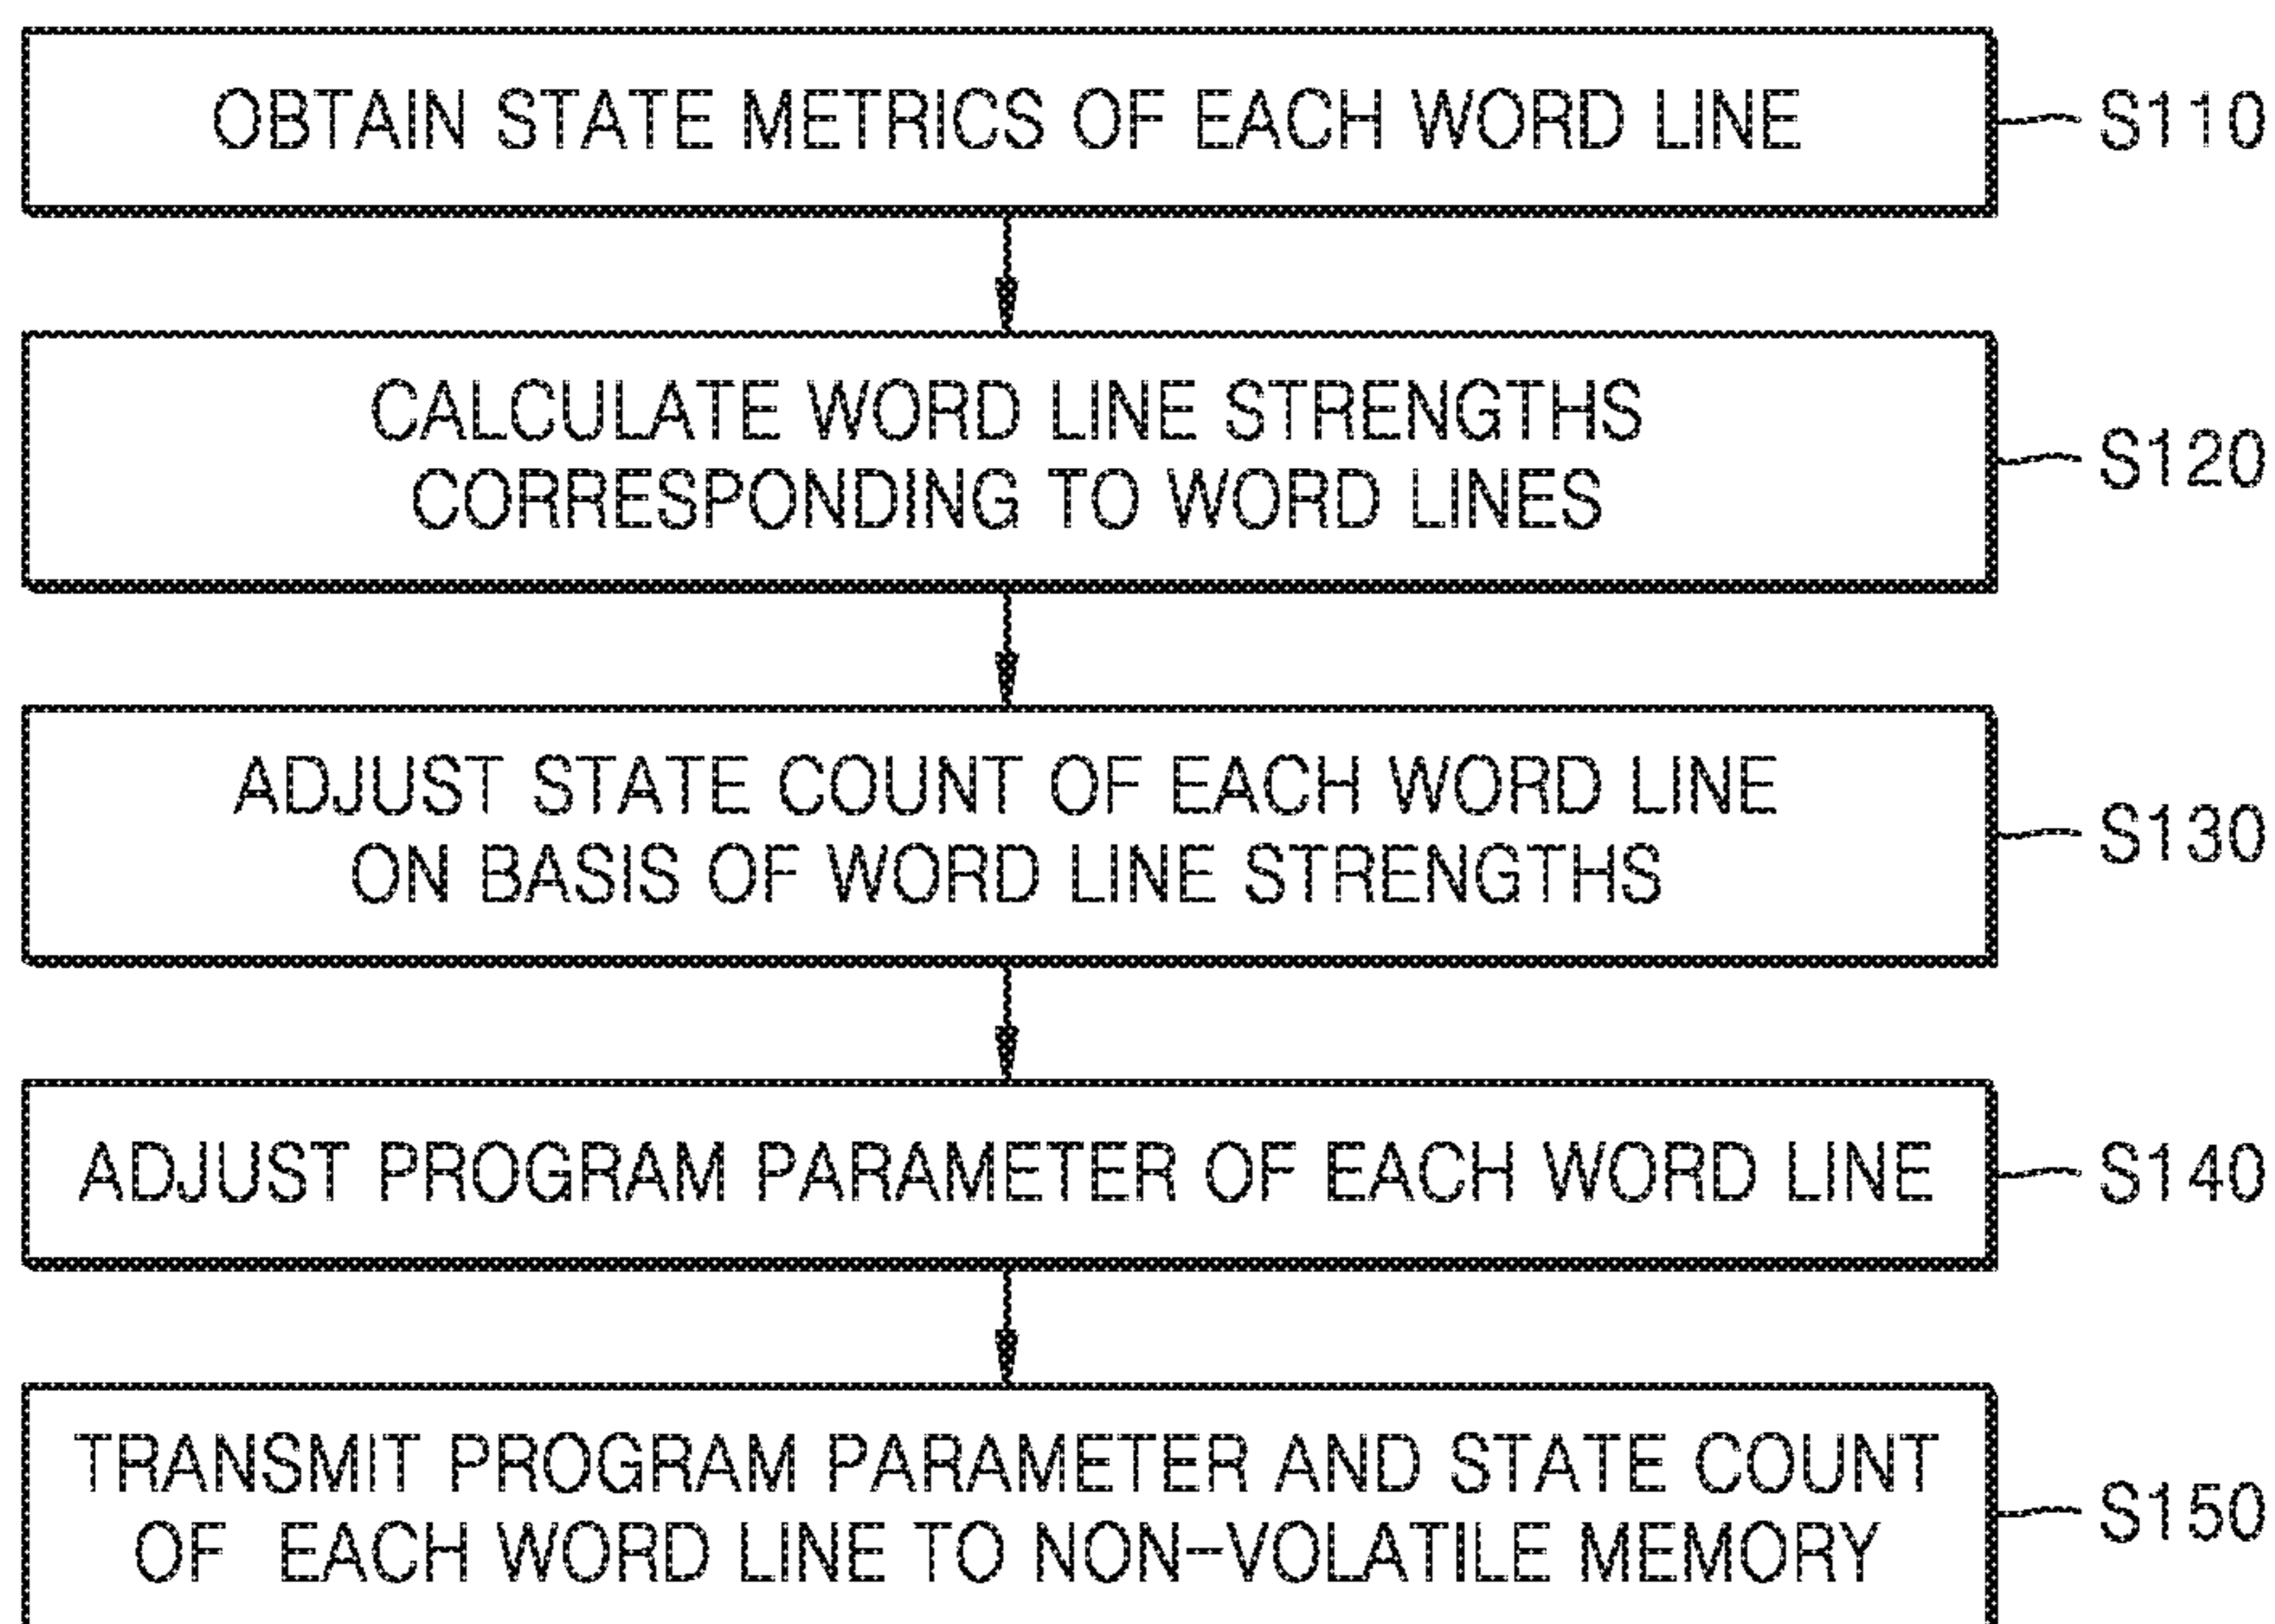 OBTAIN STATE METRICS OF EACH WORD LINE
S110
CALCULATE WORD LINE STRENGTHS
CORRESPONDING TO WORD LINES
S120
ADJUST STATE COUNT OF EACH WORD LINE
ON BASIS OF WORD LINE STRENGTHS
S130
ADJUST PROGRAM PARAMETER OF EACH WORD LINE
S140
TRANSMIT PROGRAM PARAMETER AND STATE COUNT
OF EACH WORD LINE TO NON-VOLATILE MEMORY
S150